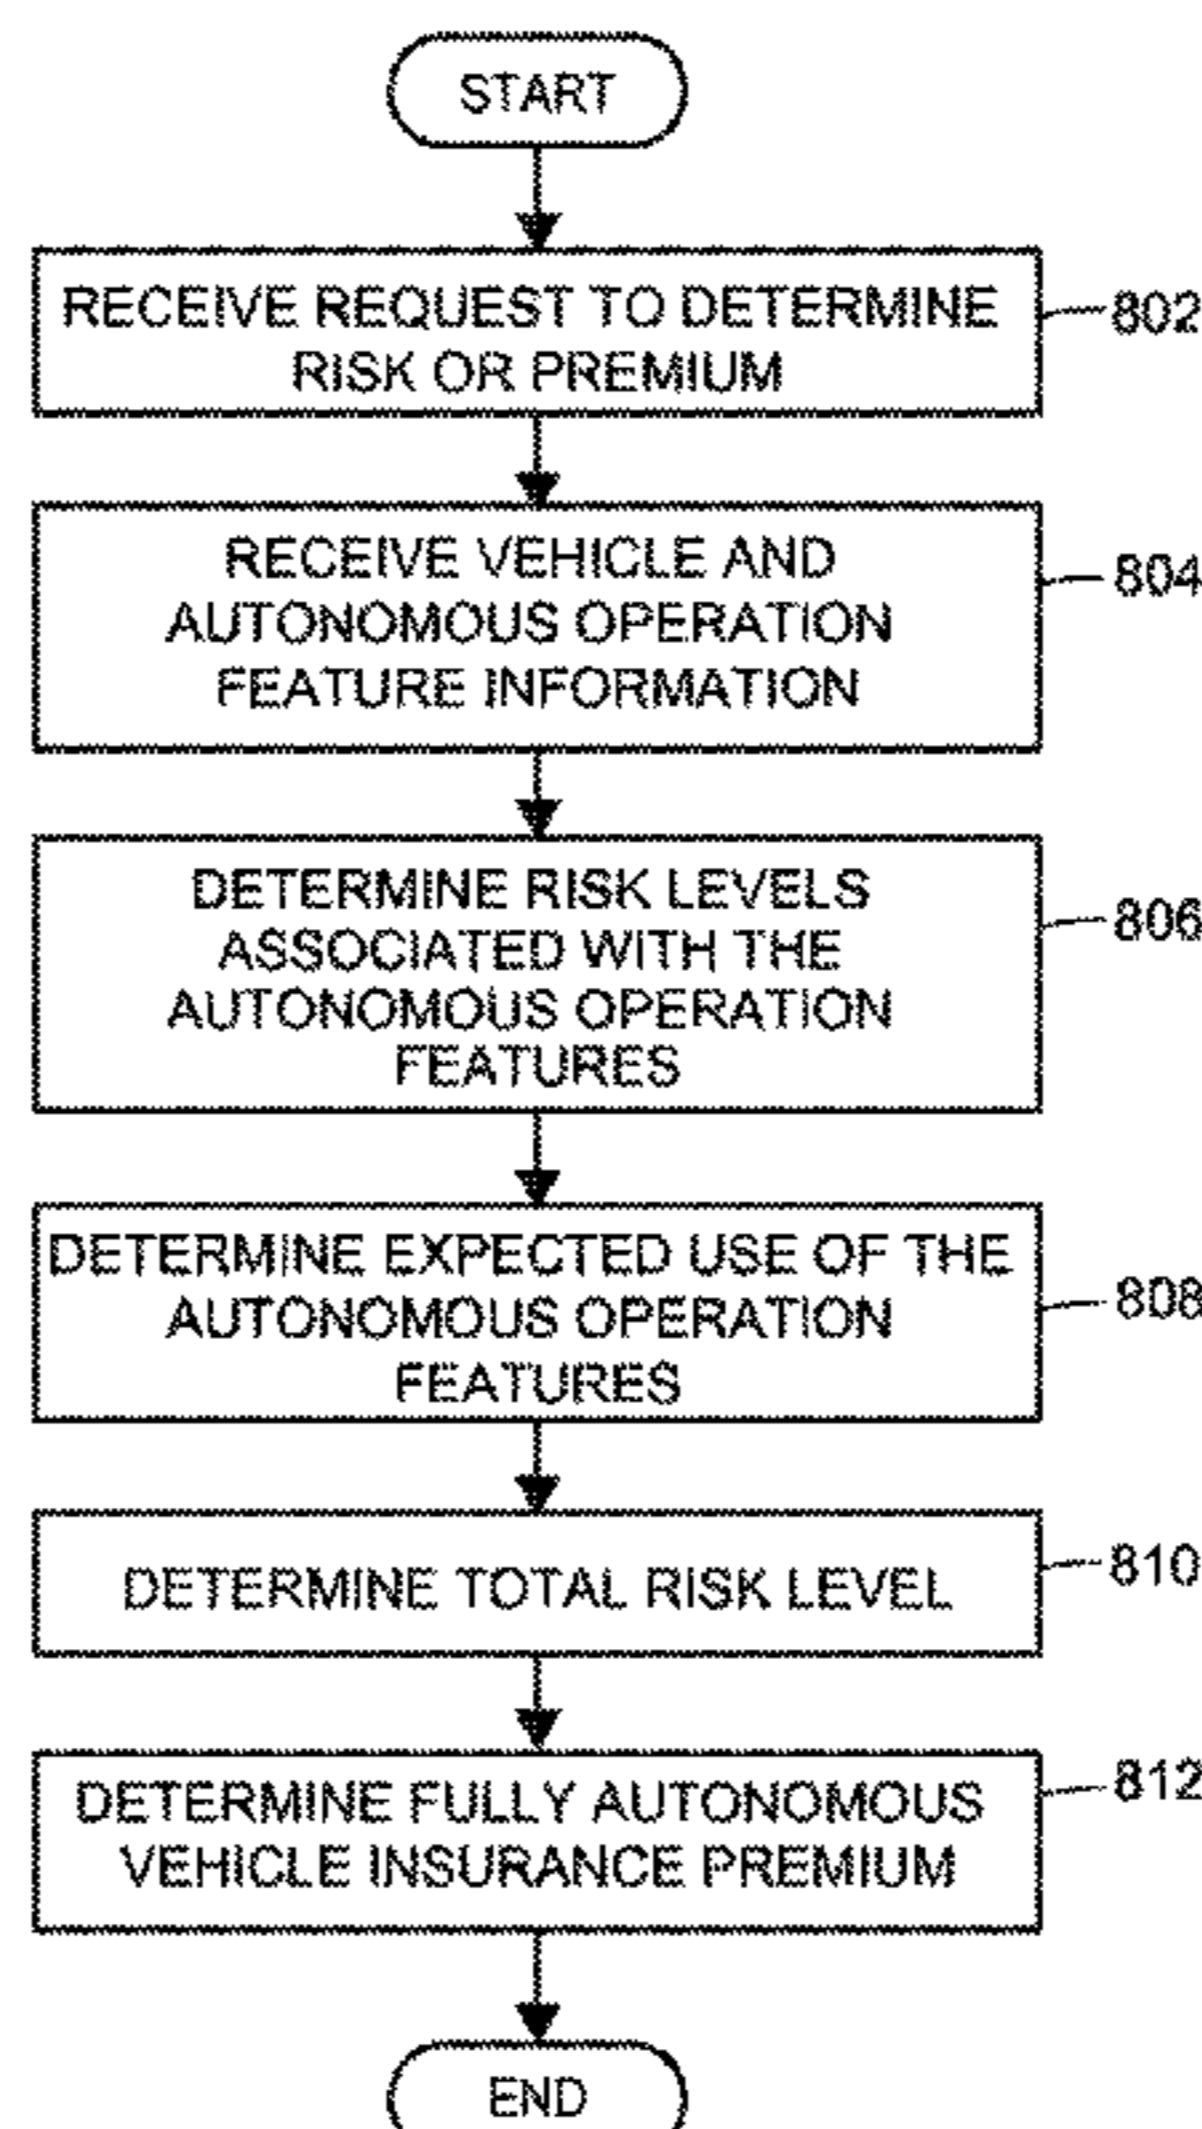 START
RECEIVE REQUEST TO DETERMINE
RISK OR PREMIUM
802
RECEIVE VEHICLE AND
AUTONOMOUS OPERATION
FEATURE INFORMATION
804
DETERMINE RISK LEVELS
ASSOCIATED WITH THE
AUTONOMOUS OPERATION
FEATURES
806
DETERMINE EXPECTED USE OF THE
AUTONOMOUS OPERATION
FEATURES
808
DETERMINE TOTAL RISK LEVEL
810
DETERMINE FULLY AUTONOMOUS
VEHICLE INSURANCE PREMIUM
812
END